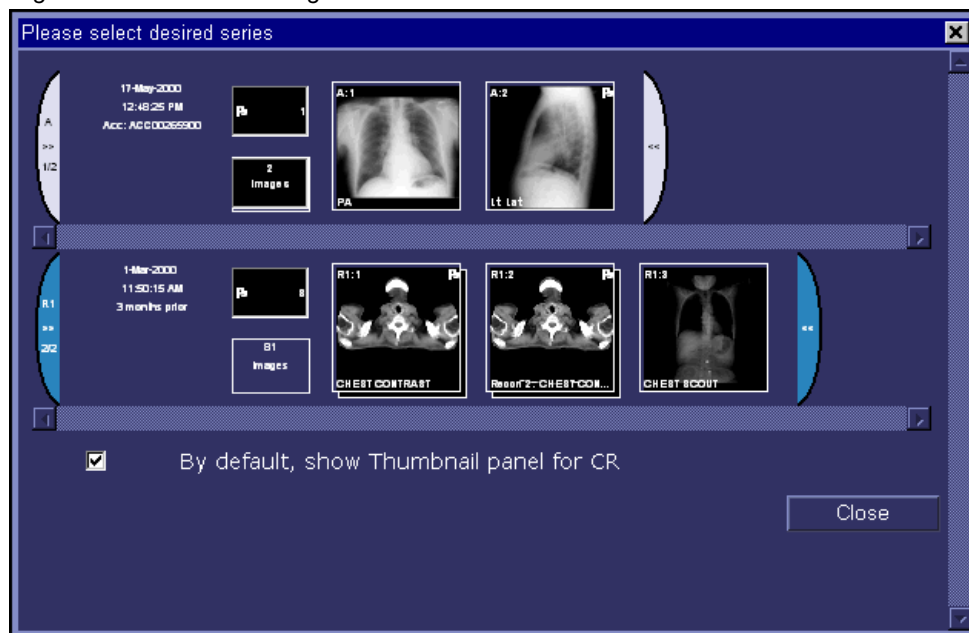 Please select desired series
17-May-2000
12:48:25 PM
Acc: ACC00265900
A
>>
1/2
1
2
Images
A:1
PA
A:2
Lt Lat
<<
1-Mar-2000
11:50:15 AM
3 months prior
R1
>>
2/2
8
81
Images
R1:1
CHEST CONTRAST
R1:2
Recon 2: CHEST CON...
R1:3
CHEST SCOUT
<<
By default, show Thumbnail panel for CR
Close